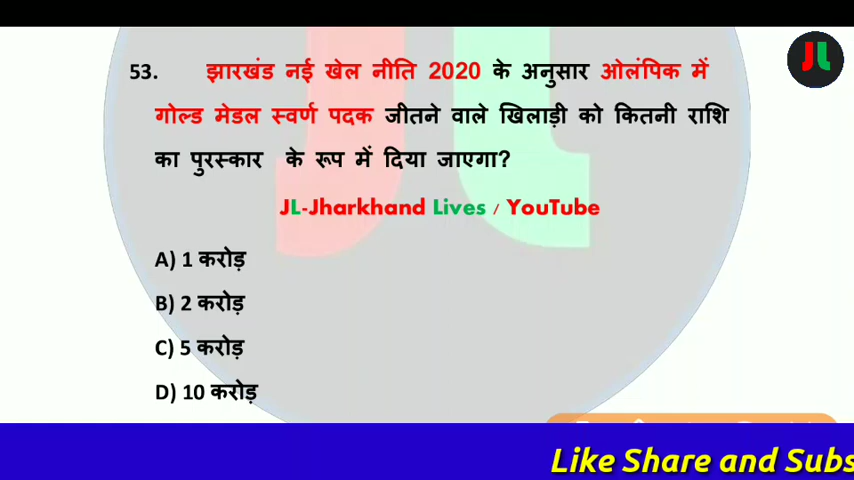 JL
53. झारखंड नई खेल नीति 2020 के अनुसार ओलंपिक में
गोल्ड मेडल स्वर्ण पदक जीतने वाले खिलाड़ी को कितनी राशि
का पुरस्कार के रूप में दिया जाएगा?
JL-Jharkhand Lives / YouTube
A) 1 करोड़
B) 2 करोड़
C) 5 करोड़
D) 10 करोड़
Like Share and Subs